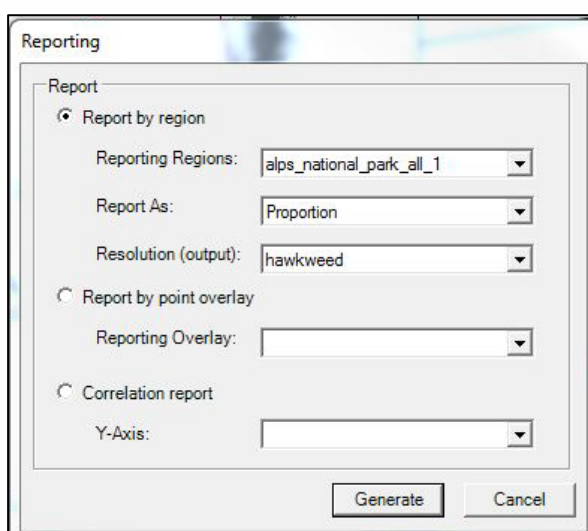 Reporting
Report
Report by region
Reporting Regions: alps_national_park_all_1
Report As: Proportion
Resolution (output): hawkweed
Report by point overlay
Reporting Overlay:
Correlation report
Y-Axis:
Generate Cancel